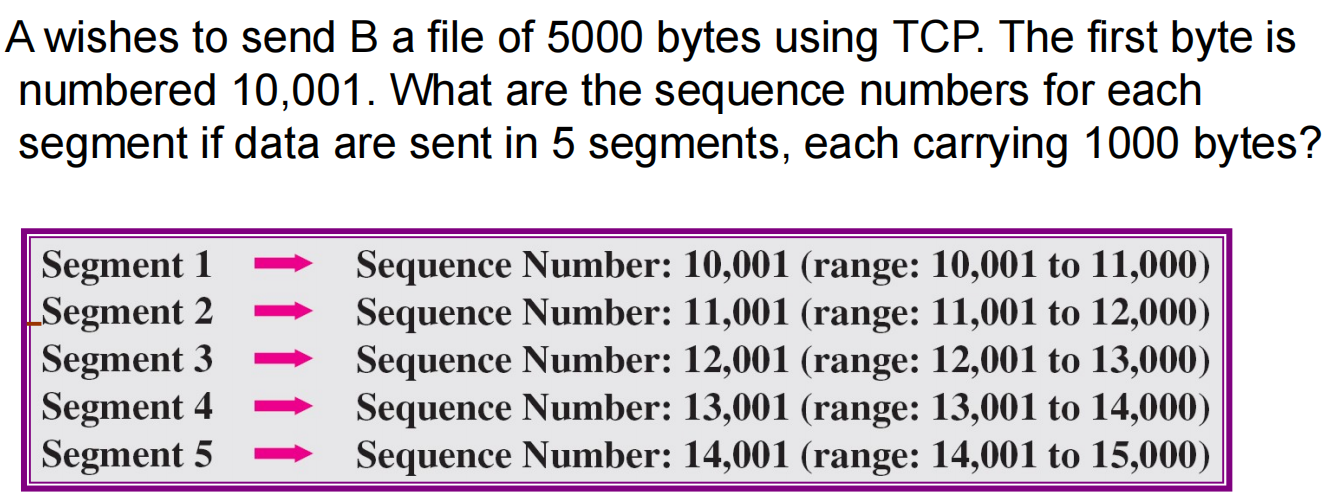 A wishes to send B a file of 5000 bytes using TCP. The first byte is
numbered 10,001. What are the sequence numbers for each
segment if data are sent in 5 segments, each carrying 1000 bytes?
Segment 1 ➡ Sequence Number: 10,001 (range: 10,001 to 11,000)
Segment 2 ➡ Sequence Number: 11,001 (range: 11,001 to 12,000)
Segment 3 ➡ Sequence Number: 12,001 (range: 12,001 to 13,000)
Segment 4 ➡ Sequence Number: 13,001 (range: 13,001 to 14,000)
Segment 5 ➡ Sequence Number: 14,001 (range: 14,001 to 15,000)